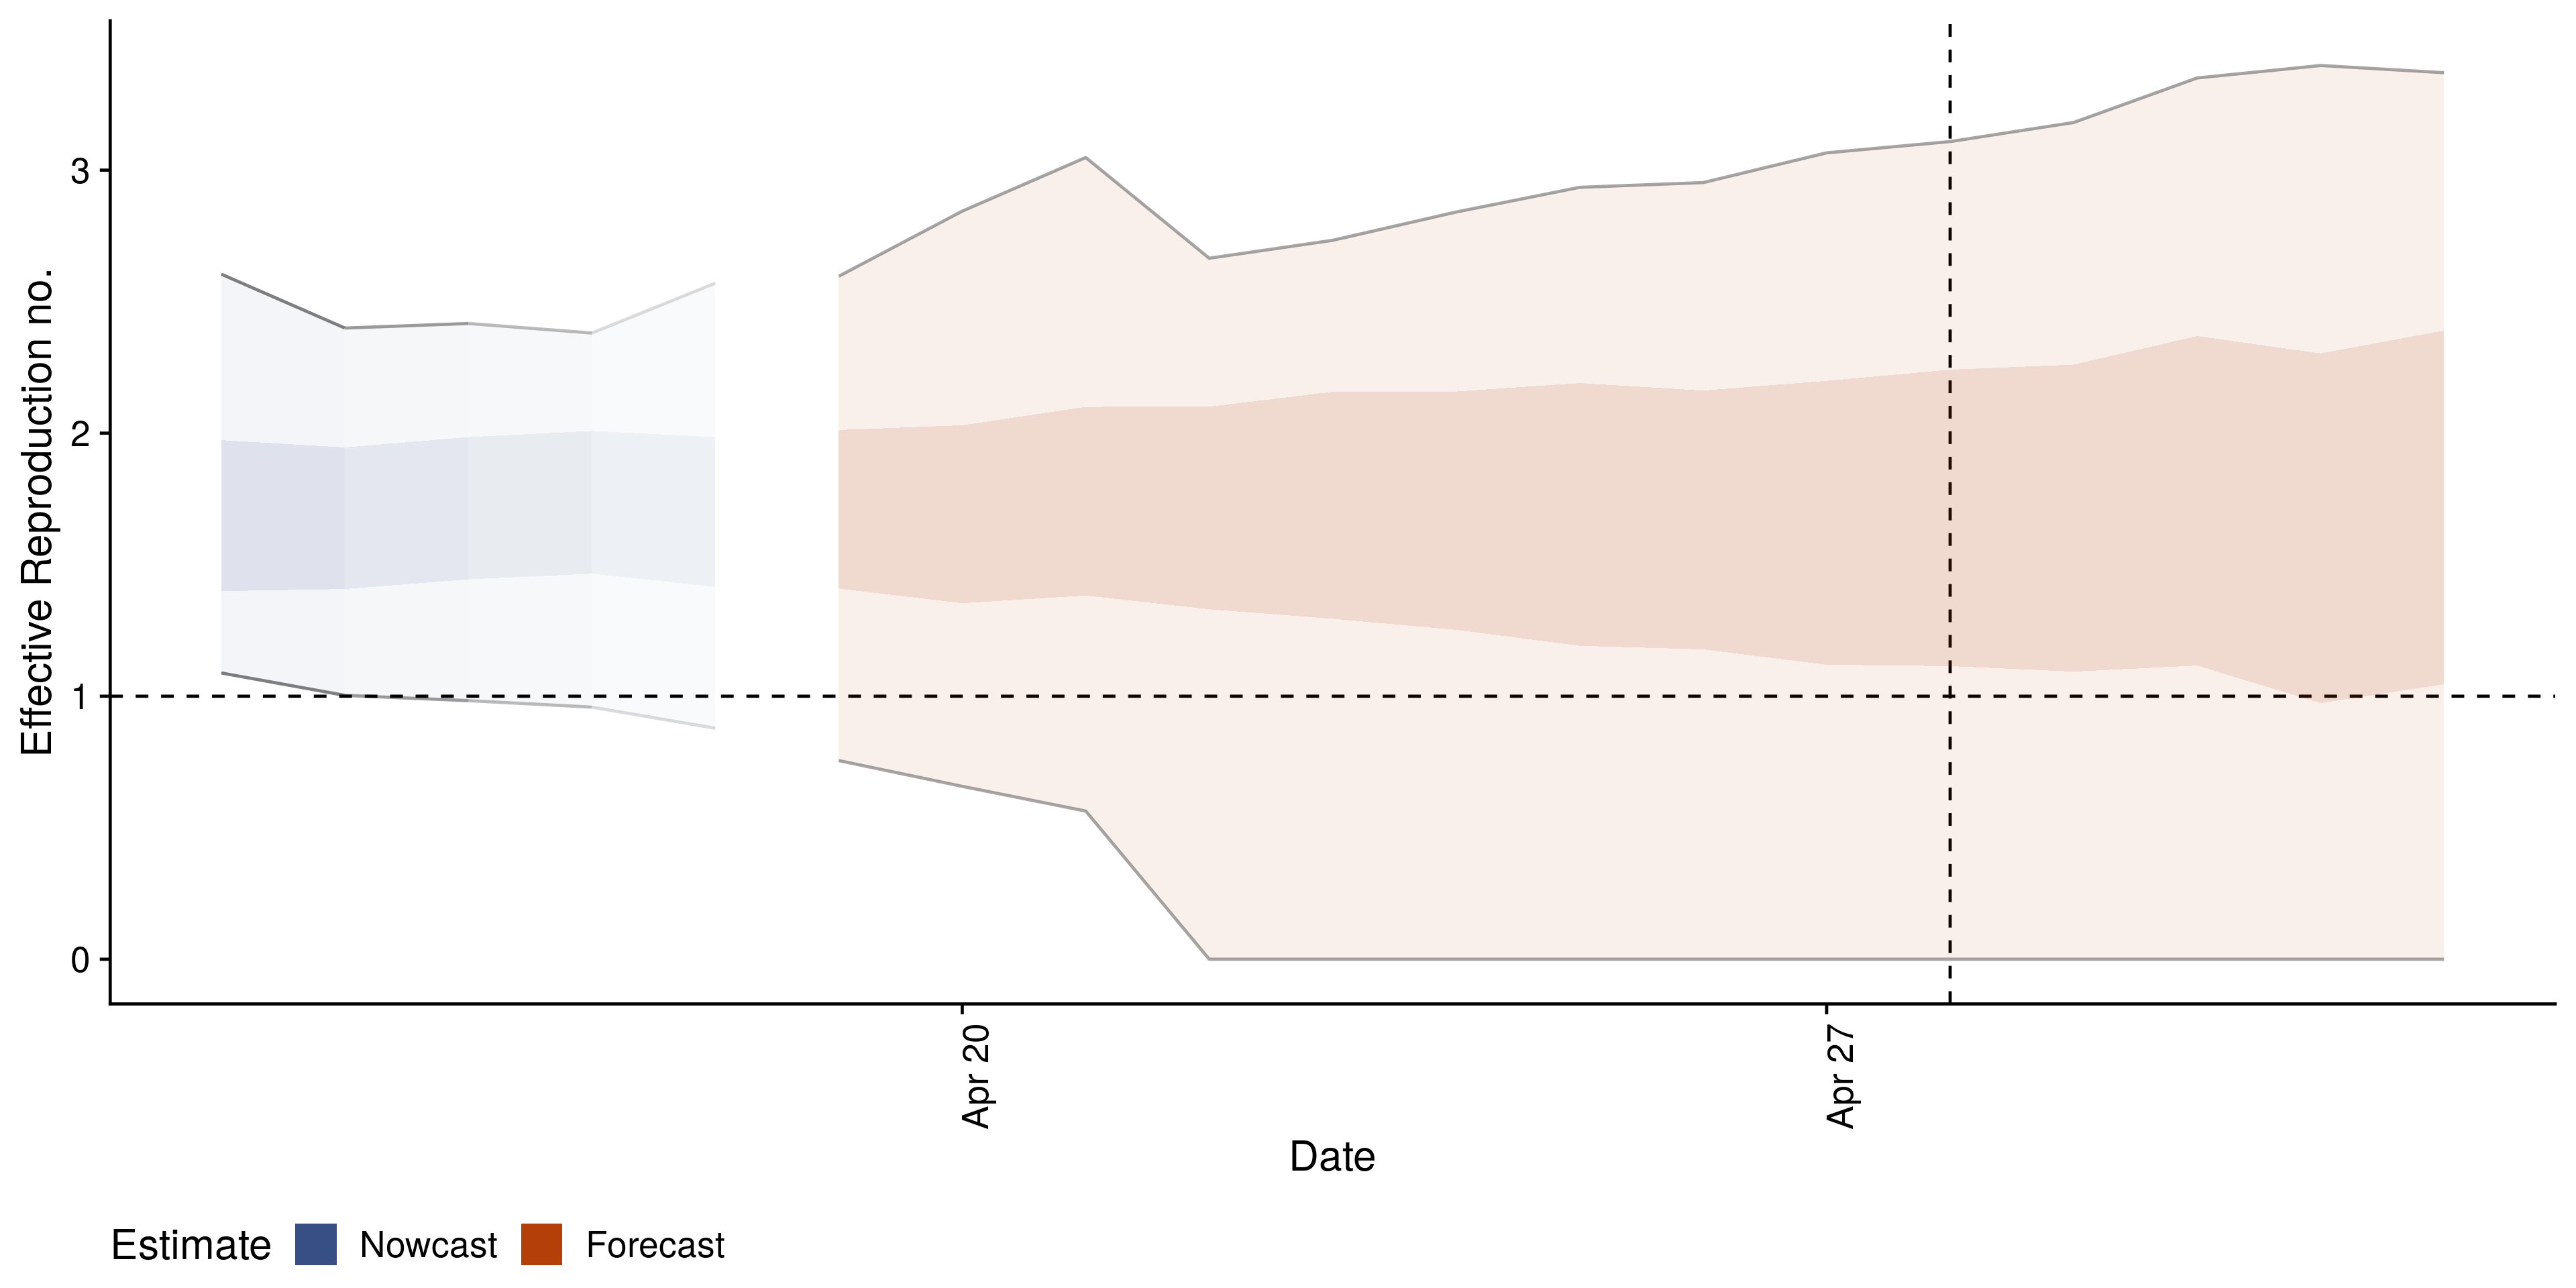 Effective Reproduction no.
3
2
1
0
Apr 20
Apr 27
Date
Estimate Nowcast Forecast